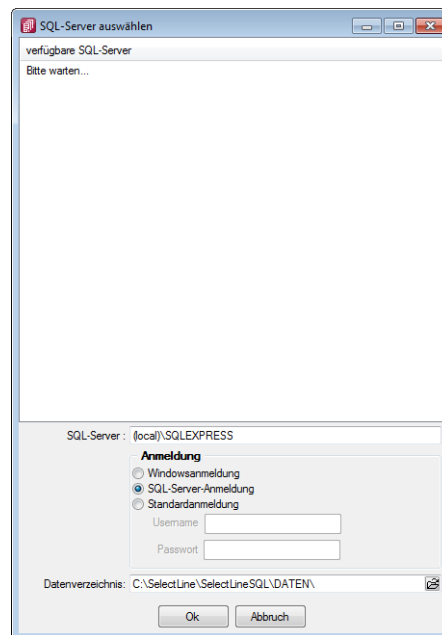 SQL-Server auswählen
verfügbare SQL-Server
Bitte warten...
SQL-Server : (local)\SQLEXPRESS
Anmeldung
Windowsanmeldung
SQL-Server-Anmeldung
Standardanmeldung
Username
Passwort
Datenverzeichnis: C:\SelectLine\SelectLineSQL\DATEN\
Ok Abbruch